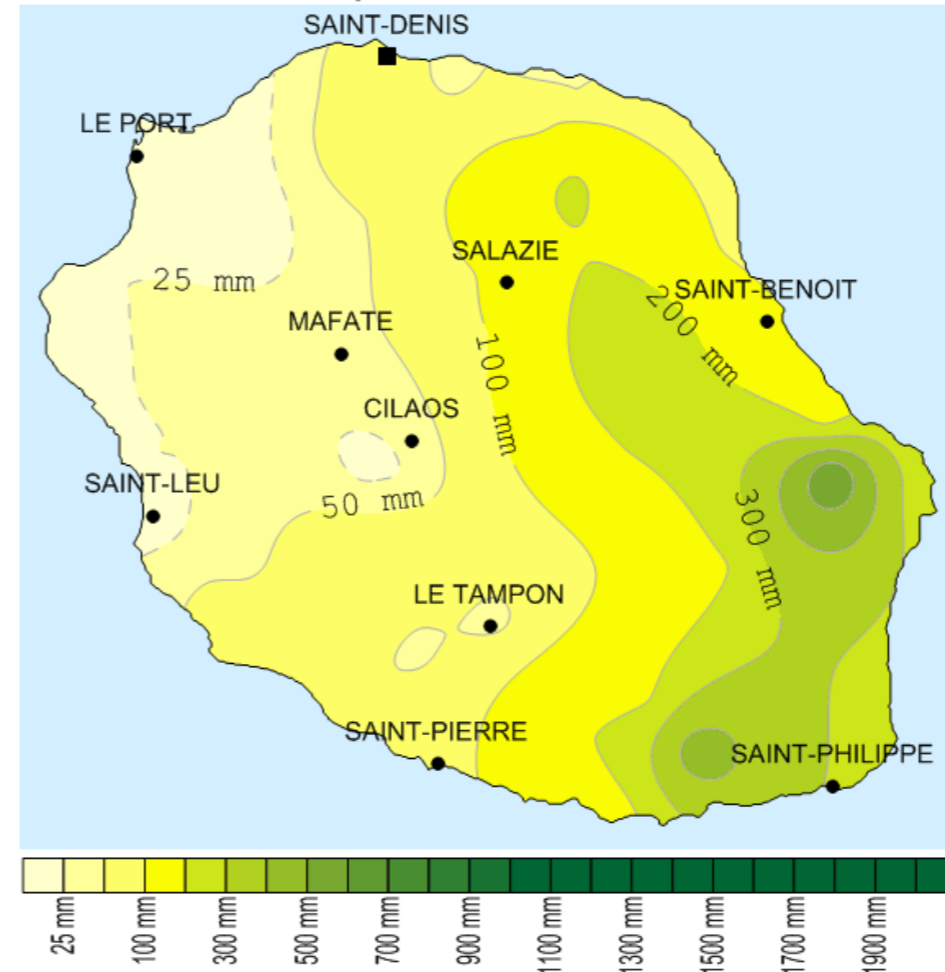 SAINT-DENIS
LE PORT
SALAZIE
25 mm
SAINT-BENOIT
200 mm
MAFATE
100 mm
CILAOS
SAINT-LEU
50 mm
300 mm
LE TAMPON
SAINT-PIERRE
SAINT-PHILIPPE
25 mm
100 mm
300 mm
500 mm
700 mm
900 mm
1100 mm
1300 mm
1500 mm
1700 mm
1900 mm